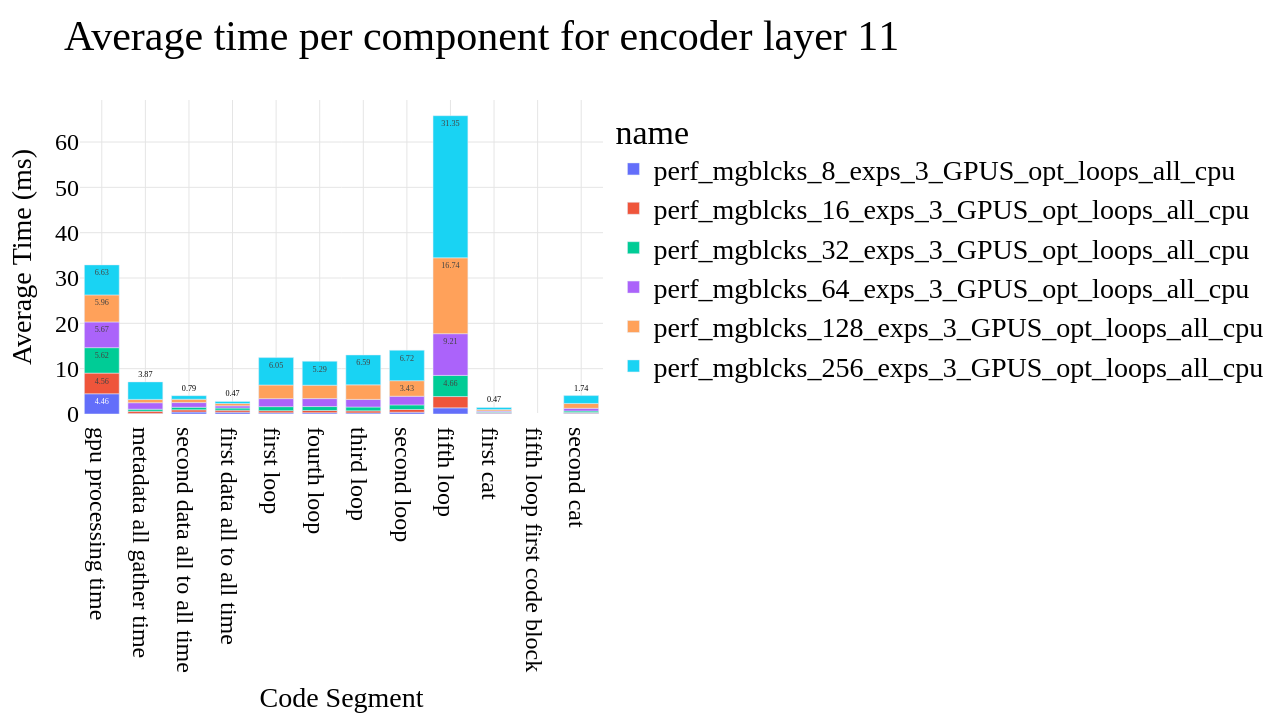 Average time per component for encoder layer 11
Average Time (ms)
60
50
40
30
20
10
0
6.63
5.96
5.67
5.62
4.56
4.46
3.87
0.79
0.47
6.05
5.29
6.59
6.72
3.43
31.35
16.74
9.21
4.66
0.47
1.74
gpu processing time
metadata all gather time
second data all to all time
first data all to all time
first loop
fourth loop
third loop
second loop
fifth loop
first cat
fifth loop first code block
second cat
Code Segment
name
perf_mgblcks_8_exps_3_GPUS_opt_loops_all_cpu
perf_mgblcks_16_exps_3_GPUS_opt_loops_all_cpu
perf_mgblcks_32_exps_3_GPUS_opt_loops_all_cpu
perf_mgblcks_64_exps_3_GPUS_opt_loops_all_cpu
perf_mgblcks_128_exps_3_GPUS_opt_loops_all_cpu
perf_mgblcks_256_exps_3_GPUS_opt_loops_all_cpu